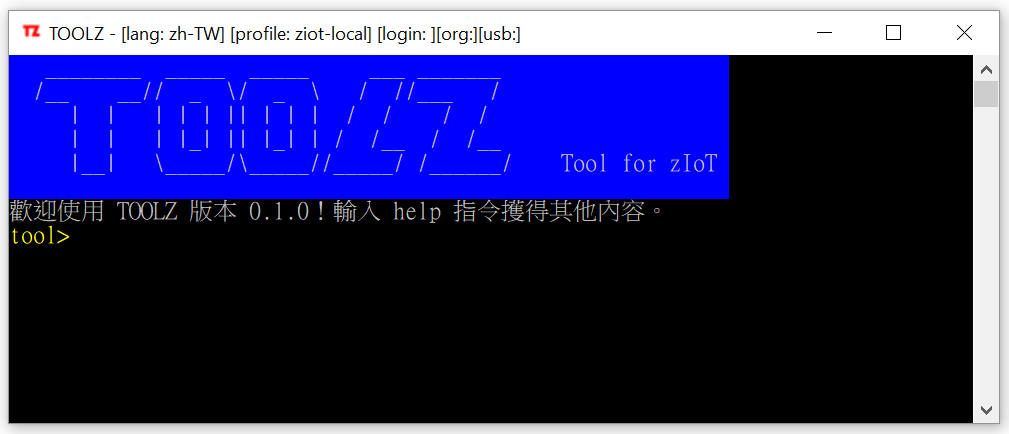 TZ TOOLZ - [lang: zh-TW] [profile: ziot-local] [login: ][org:][usb:]
TOOLZ
Tool for zIoT
歡迎使用 TOOLZ 版本 0.1.0！輸入 help 指令獲得其他內容。
tool>